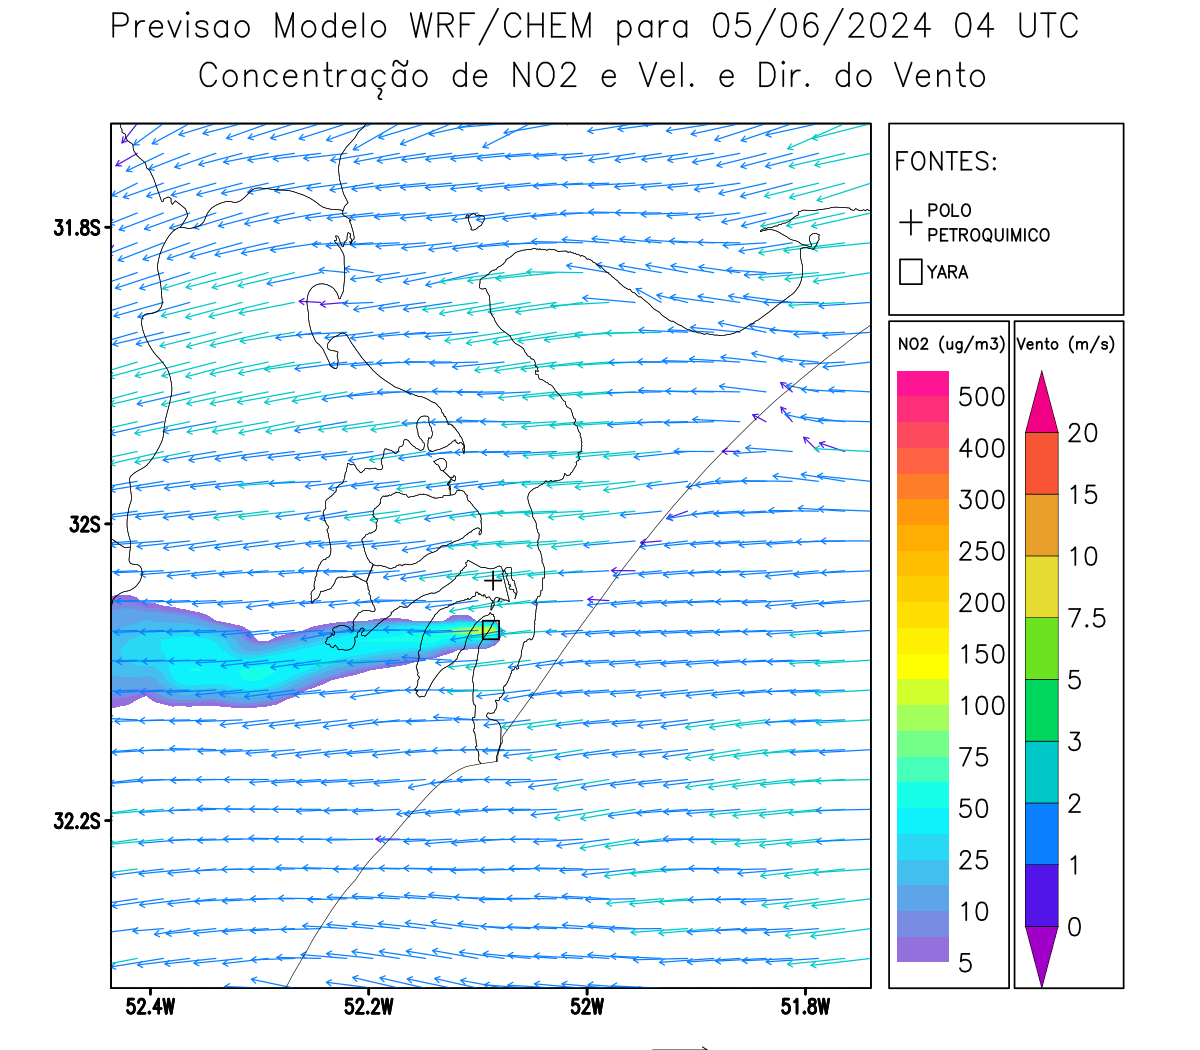 Previsao Modelo WRF/CHEM para 05/06/2024 04 UTC
Concentração de NO2 e Vel. e Dir. do Vento
FONTES:
POLO
PETROQUIMICO
YARA
NO2 (ug/m3)
500
400
300
250
200
150
100
75
50
25
10
5
Vento (m/s)
20
15
10
7.5
5
3
2
1
0
31.8S
32S
32.2S
52.4W
52.2W
52W
51.8W